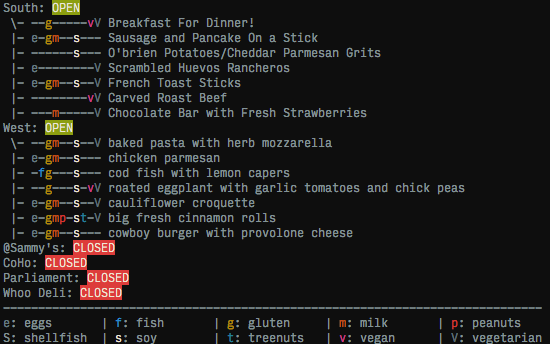 South: OPEN
\- --g-----vV Breakfast For Dinner!
|- e-gm--s--- Sausage and Pancake On a Stick
|- ------s--- O'brien Potatoes/Cheddar Parmesan Grits
|- e--------V Scrambled Huevos Rancheros
|- e-gm--s--V French Toast Sticks
|- --------v Carved Roast Beef
|- ---m-----V Chocolate Bar with Fresh Strawberries
West: OPEN
\- --gm--s--V baked pasta with herb mozzarella
|- e-gm--s--- chicken parmesan
|- -fg---s--- cod fish with lemon capers
|- --g---s-vV roated eggplant with garlic tomatoes and chick peas
|- e-gm--s--V cauliflower croquette
|- e-gmp-st-V big fresh cinnamon rolls
|- e-gm--s--- cowboy burger with provolone cheese
@Sammy's: CLOSED
CoHo: CLOSED
Parliament: CLOSED
Whoo Deli: CLOSED
e: eggs | f: fish | g: gluten | m: milk | p: peanuts
S: shellfish | s: soy | t: treenuts | v: vegan | V: vegetarian